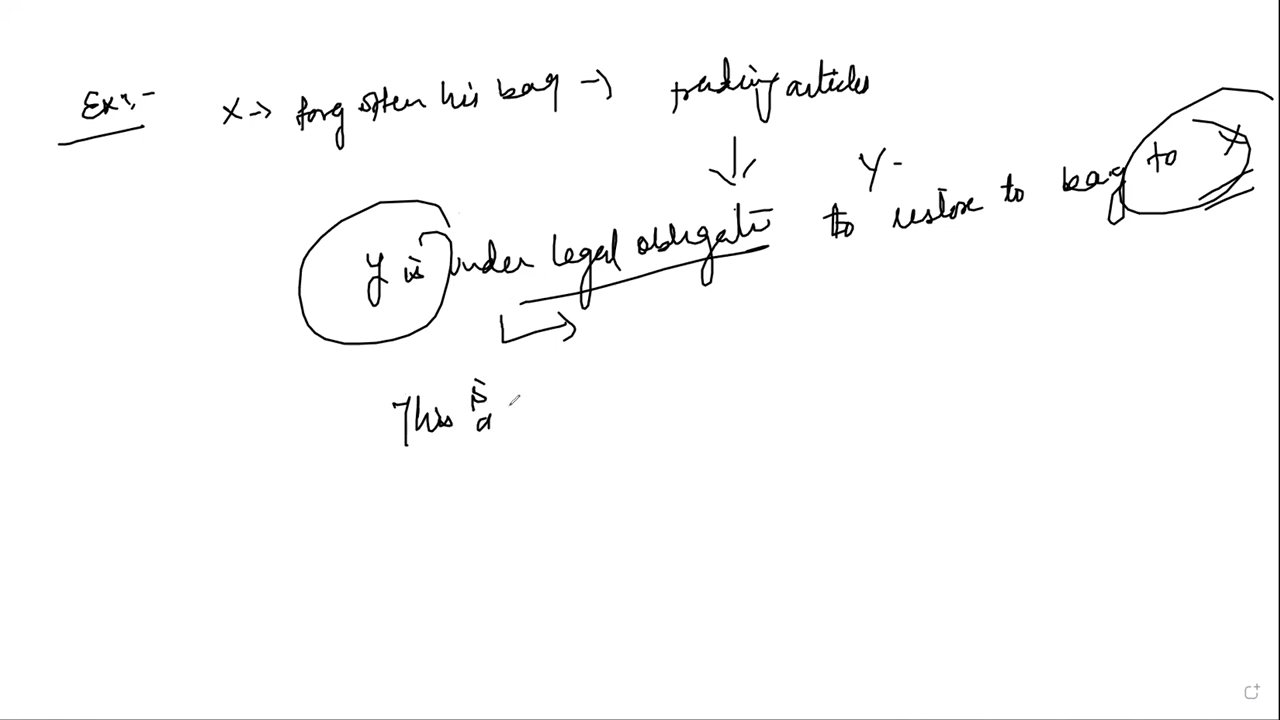 Ex:- X → forgotten his bag → trading articles
Y -
Y is under legal obligati to restore to bag to X
This is a